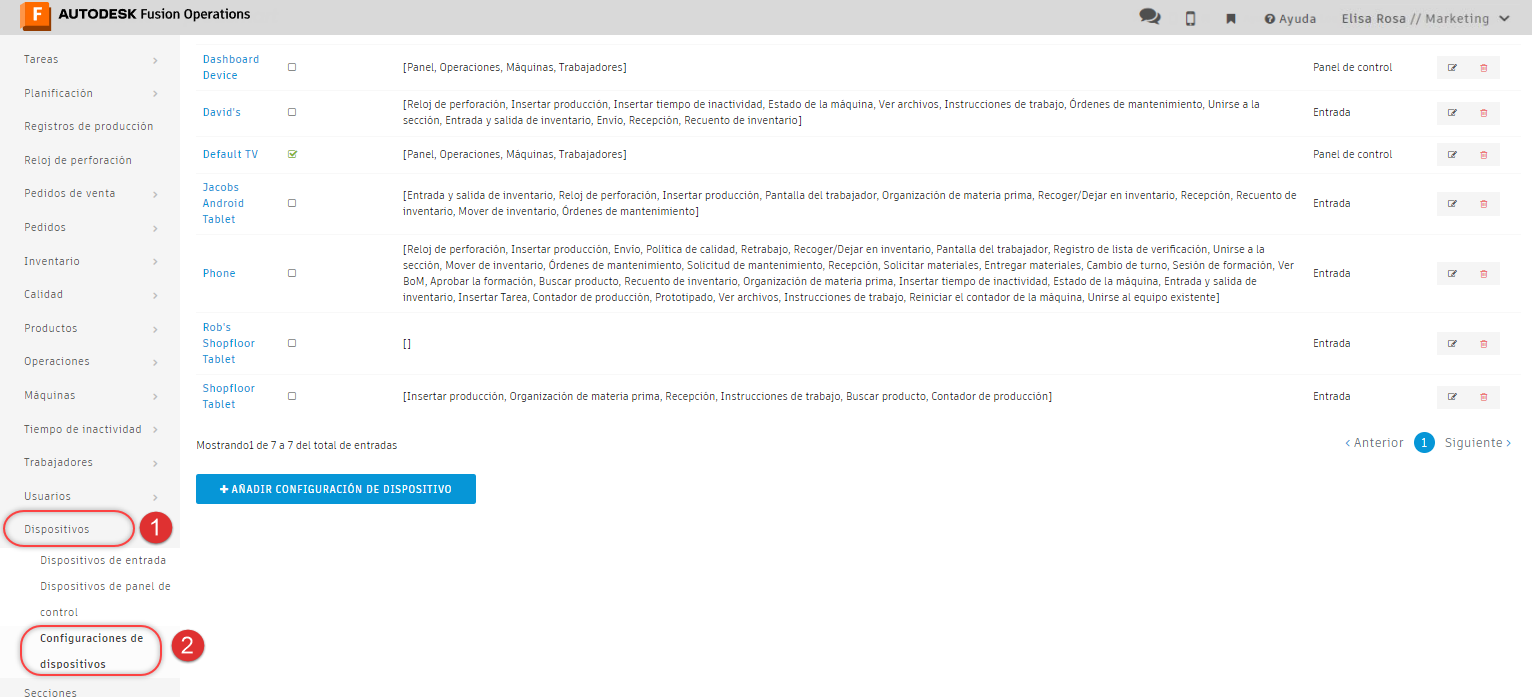 F AUTODESK Fusion Operations
Ayuda
Elisa Rosa // Marketing
Tareas
Planificación
Registros de producción
Reloj de perforación
Pedidos de venta
Pedidos
Inventario
Calidad
Productos
Operaciones
Máquinas
Tiempo de inactividad
Trabajadores
Usuarios
Dispositivos
1
Dispositivos de entrada
Dispositivos de panel de
control
Configuraciones de
dispositivos
2
Secciones
Dashboard
Device
[Panel, Operaciones, Máquinas, Trabajadores]
Panel de control
David's
[Reloj de perforación, Insertar producción, Insertar tiempo de inactividad, Estado de la máquina, Ver archivos, Instrucciones de trabajo, Órdenes de mantenimiento, Unirse a la
sección, Entrada y salida de inventario, Envío, Recepción, Recuento de inventario]
Entrada
Default TV
[Panel, Operaciones, Máquinas, Trabajadores]
Panel de control
Jacobs
Android
Tablet
[Entrada y salida de inventario, Reloj de perforación, Insertar producción, Pantalla del trabajador, Organización de materia prima, Recoger/Dejar en inventario, Recepción, Recuento de
inventario, Mover de inventario, Órdenes de mantenimiento]
Entrada
Phone
[Reloj de perforación, Insertar producción, Envío, Política de calidad, Retrabajo, Recoger/Dejar en inventario, Pantalla del trabajador, Registro de lista de verificación, Unirse a la
sección, Mover de inventario, Órdenes de mantenimiento, Solicitud de mantenimiento, Recepción, Solicitar materiales, Entregar materiales, Cambio de turno, Sesión de formación, Ver
BoM, Aprobar la formación, Buscar producto, Recuento de inventario, Organización de materia prima, Insertar tiempo de inactividad, Estado de la máquina, Entrada y salida de
inventario, Insertar Tarea, Contador de producción, Prototipado, Ver archivos, Instrucciones de trabajo, Reiniciar el contador de la máquina, Unirse al equipo existente]
Entrada
Rob's
Shopfloor
Tablet
[]
Entrada
Shopfloor
Tablet
[Insertar producción, Organización de materia prima, Recepción, Instrucciones de trabajo, Buscar producto, Contador de producción]
Entrada
Mostrando1 de 7 a 7 del total de entradas
‹ Anterior 1 Siguiente ›
+ AÑADIR CONFIGURACIÓN DE DISPOSITIVO